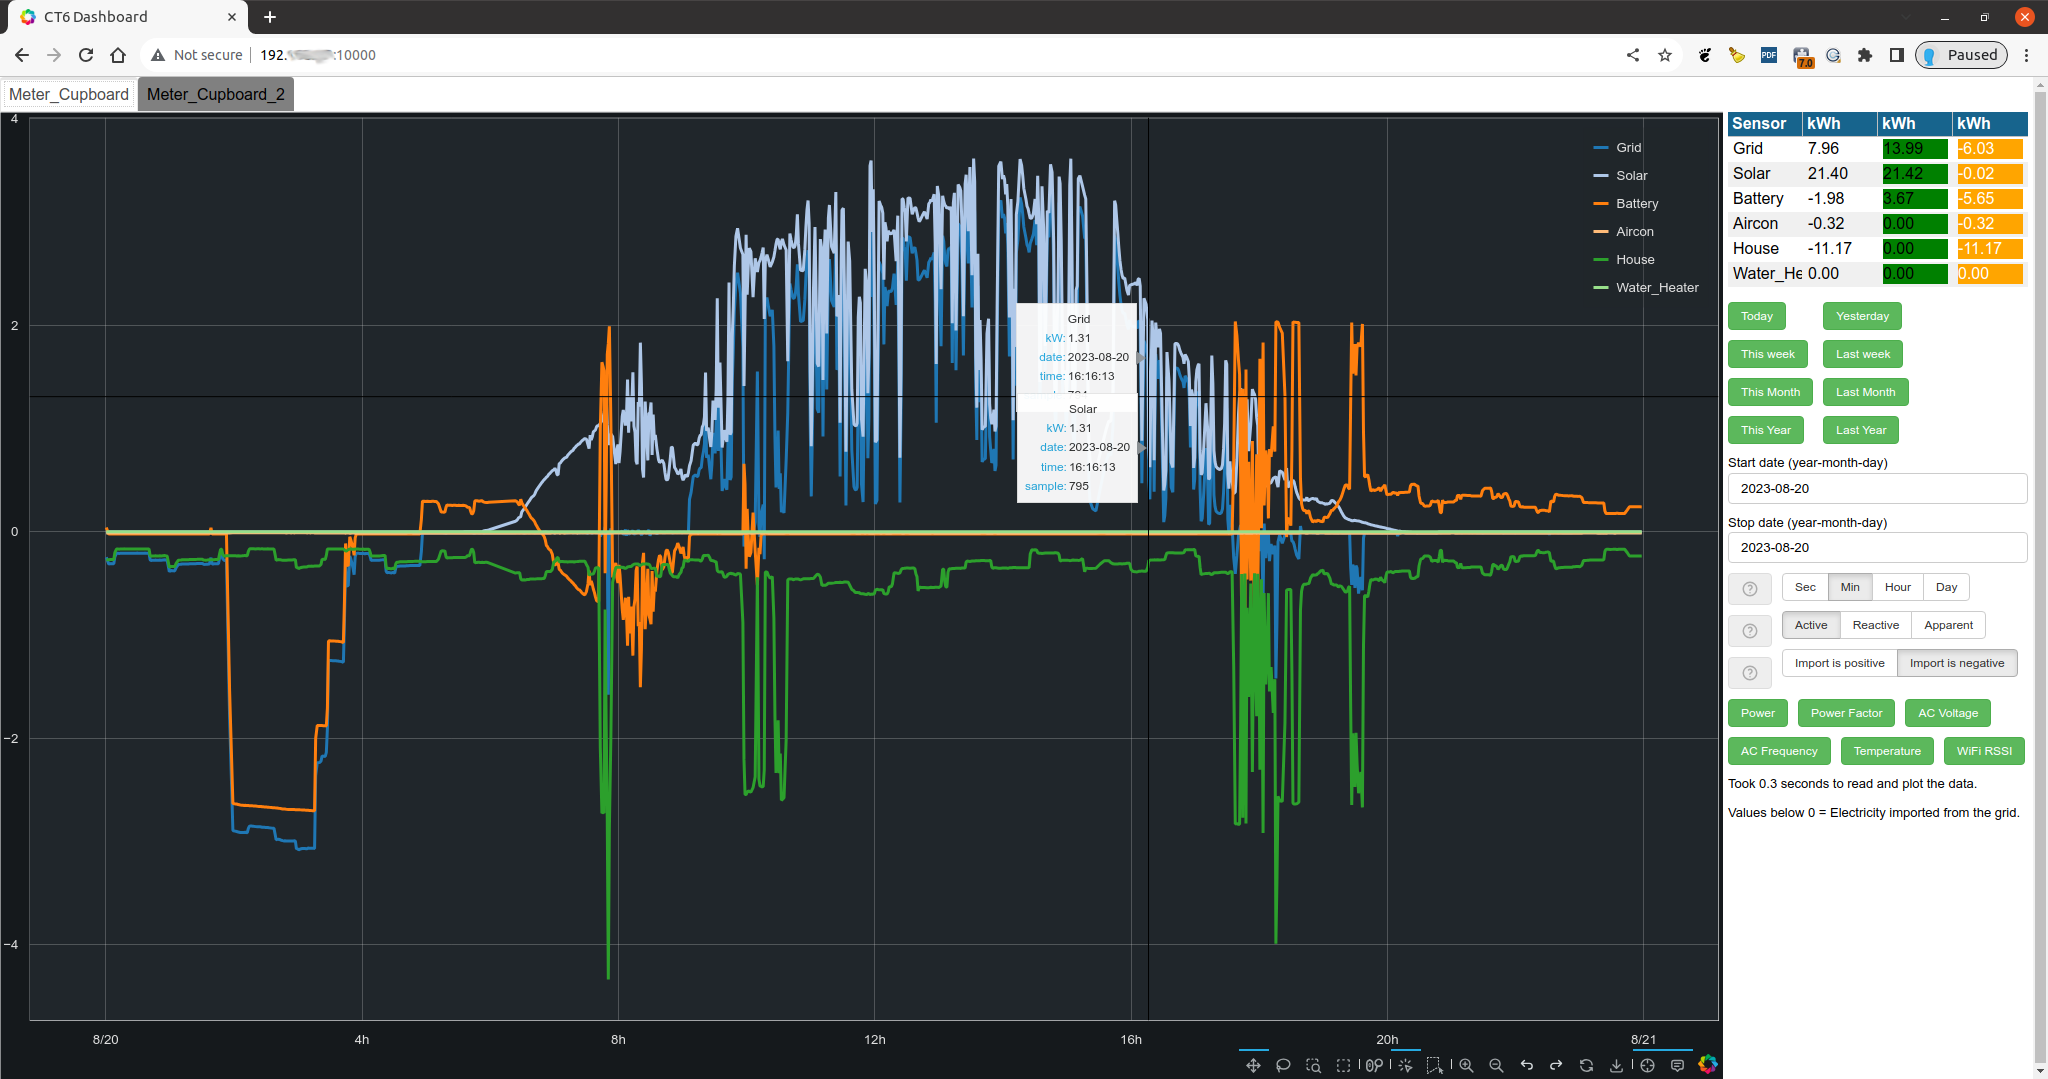 CT6 Dashboard
Not secure 192. :10000
7.0
Paused
Meter_Cupboard Meter_Cupboard_2
4
2
0
−2
−4
8/20 4h 8h 12h 16h 20h 8/21
Grid
Solar
Battery
Aircon
House
Water_Heater
Grid
kW: 1.31
date: 2023-08-20
time: 16:16:13
Solar
kW: 1.31
date: 2023-08-20
time: 16:16:13
sample: 795
Sensor kWh kWh kWh
Grid 7.96 13.99 -6.03
Solar 21.40 21.42 -0.02
Battery -1.98 3.67 -5.65
Aircon -0.32 0.00 -0.32
House -11.17 0.00 -11.17
Water_He 0.00 0.00 0.00
Today Yesterday
This week Last week
This Month Last Month
This Year Last Year
Start date (year-month-day)
2023-08-20
Stop date (year-month-day)
2023-08-20
Sec Min Hour Day
Active Reactive Apparent
Import is positive Import is negative
Power Power Factor AC Voltage
AC Frequency Temperature WiFi RSSI
Took 0.3 seconds to read and plot the data.
Values below 0 = Electricity imported from the grid.